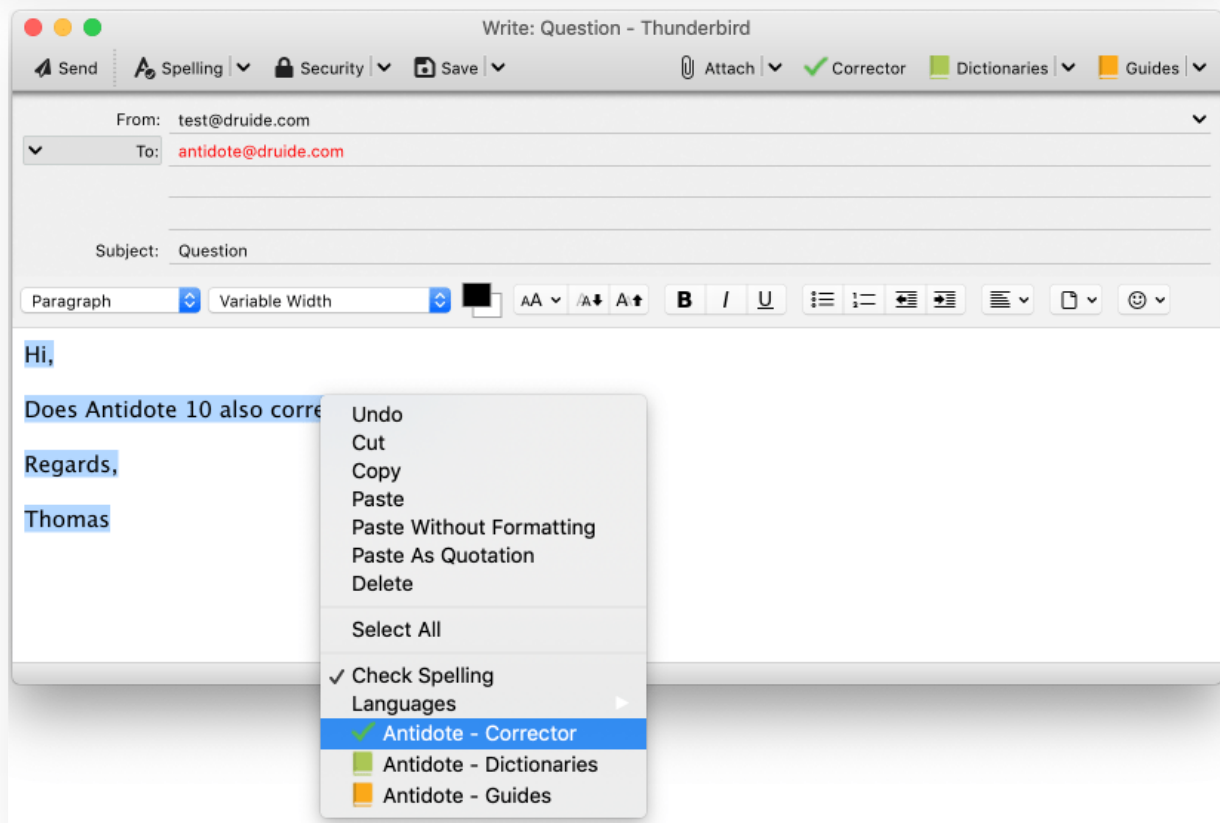 Write: Question - Thunderbird
Send Spelling Security Save Attach Corrector Dictionaries Guides
From: test@druide.com
To: antidote@druide.com
Subject: Question
Paragraph Variable Width AA A A B I U
Hi,
Does Antidote 10 also corre
Regards,
Thomas
Undo
Cut
Copy
Paste
Paste Without Formatting
Paste As Quotation
Delete
Select All
Check Spelling
Languages
Antidote - Corrector
Antidote - Dictionaries
Antidote - Guides